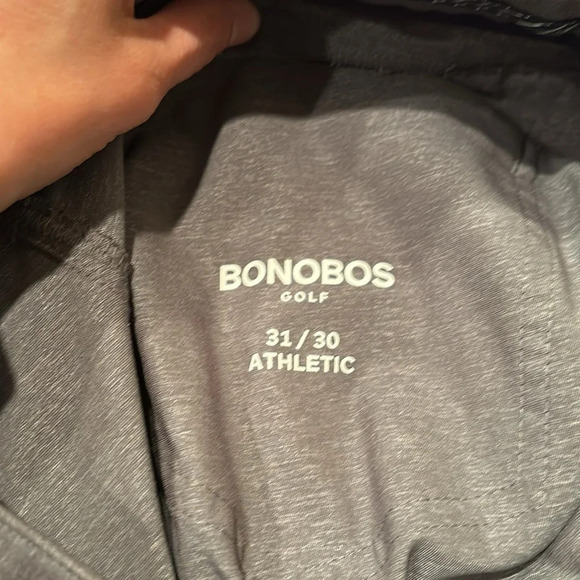 BONOBOS
GOLF
31/30
ATHLETIC